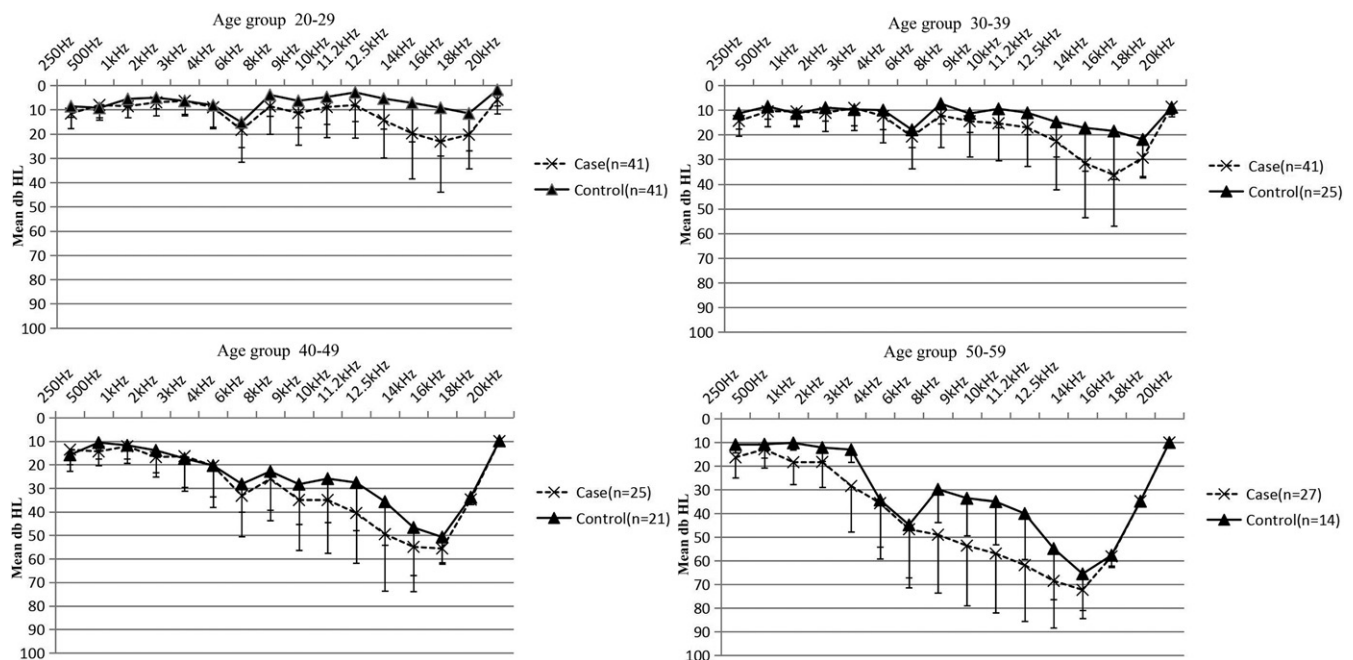 Age group 20-29
250Hz 500Hz 1kHz 2kHz 3kHz 4kHz 6kHz 8kHz 9kHz 10kHz 11.2kHz 12.5kHz 14kHz 16kHz 18kHz 20kHz
Mean db HL
0
10
20
30
40
50
60
70
80
90
100
Case(n=41)
Control(n=41)
Age group 30-39
250Hz 500Hz 1kHz 2kHz 3kHz 4kHz 6kHz 8kHz 9kHz 10kHz 11.2kHz 12.5kHz 14kHz 16kHz 18kHz 20kHz
Mean db HL
0
10
20
30
40
50
60
70
80
90
100
Case(n=41)
Control(n=25)
Age group 40-49
250Hz 500Hz 1kHz 2kHz 3kHz 4kHz 6kHz 8kHz 9kHz 10kHz 11.2kHz 12.5kHz 14kHz 16kHz 18kHz 20kHz
Mean db HL
0
10
20
30
40
50
60
70
80
90
100
Case(n=25)
Control(n=21)
Age group 50-59
250Hz 500Hz 1kHz 2kHz 3kHz 4kHz 6kHz 8kHz 9kHz 10kHz 11.2kHz 12.5kHz 14kHz 16kHz 18kHz 20kHz
Mean db HL
0
10
20
30
40
50
60
70
80
90
100
Case(n=27)
Control(n=14)